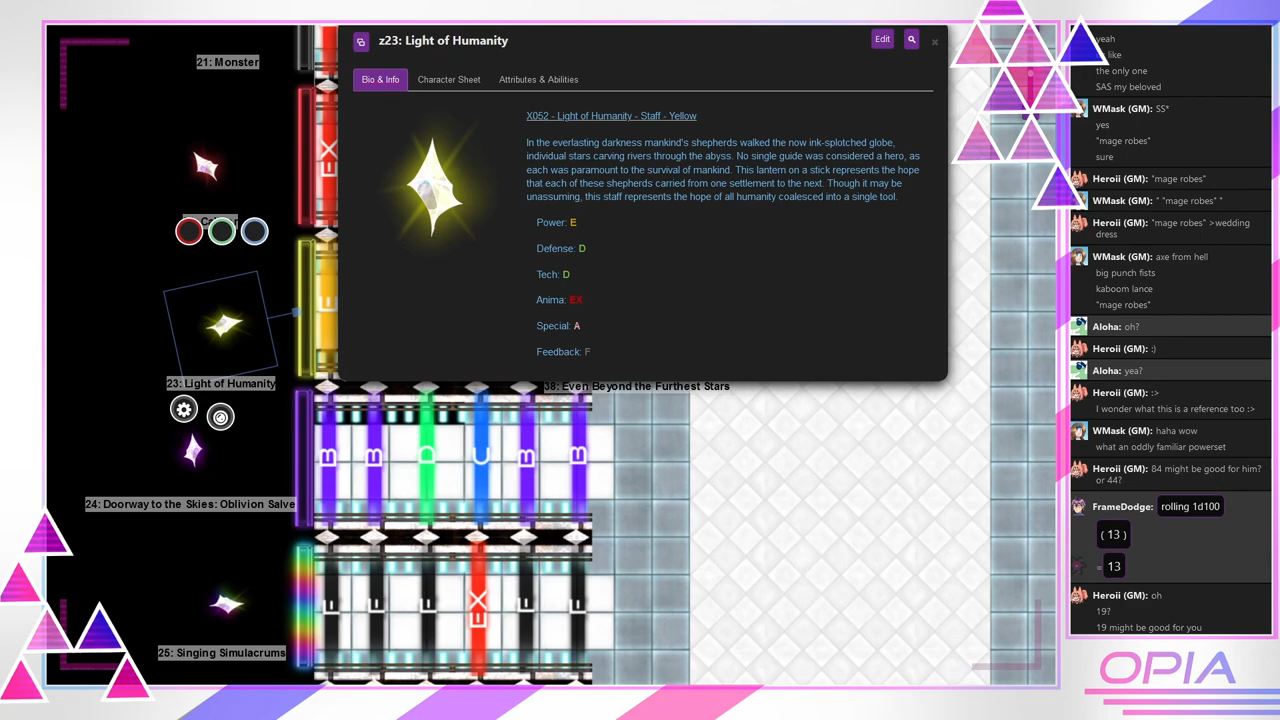 21: Monster
23: Light of Humanity
24: Doorway to the Skies: Oblivion Salve
25: Singing Simulacrums
EX
E
B
B
D
C
B
B
F
F
F
EX
F
F
38: Even Beyond the Furthest Stars
z23: Light of Humanity
Edit
Bio & Info
Character Sheet
Attributes & Abilities
X052 - Light of Humanity - Staff - Yellow
In the everlasting darkness mankind's shepherds walked the now ink-splotched globe,
individual stars carving rivers through the abyss. No single guide was considered a hero, as
each was paramount to the survival of mankind. This lantern on a stick represents the hope
that each of these shepherds carried from one settlement to the next. Though it may be
unassuming, this staff represents the hope of all humanity coalesced into a single tool.
Power: E
Defense: D
Tech: D
Anima: EX
Special: A
Feedback: F
yeah
like
the only one
SAS my beloved
WMask (GM): SS*
yes
"mage robes"
sure
Heroii (GM): "mage robes"
WMask (GM): " "mage robes" "
Heroii (GM): "mage robes" >wedding
dress
WMask (GM): axe from hell
big punch fists
kaboom lance
"mage robes"
Aloha: oh?
Heroii (GM): :)
Aloha: yea?
Heroii (GM): :>
I wonder what this is a reference too :>
WMask (GM): haha wow
what an oddly familiar powerset
Heroii (GM): 84 might be good for him?
or 44?
FrameDodge: rolling 1d100
( 13 )
= 13
Heroii (GM): oh
19?
19 might be good for you
OPIA